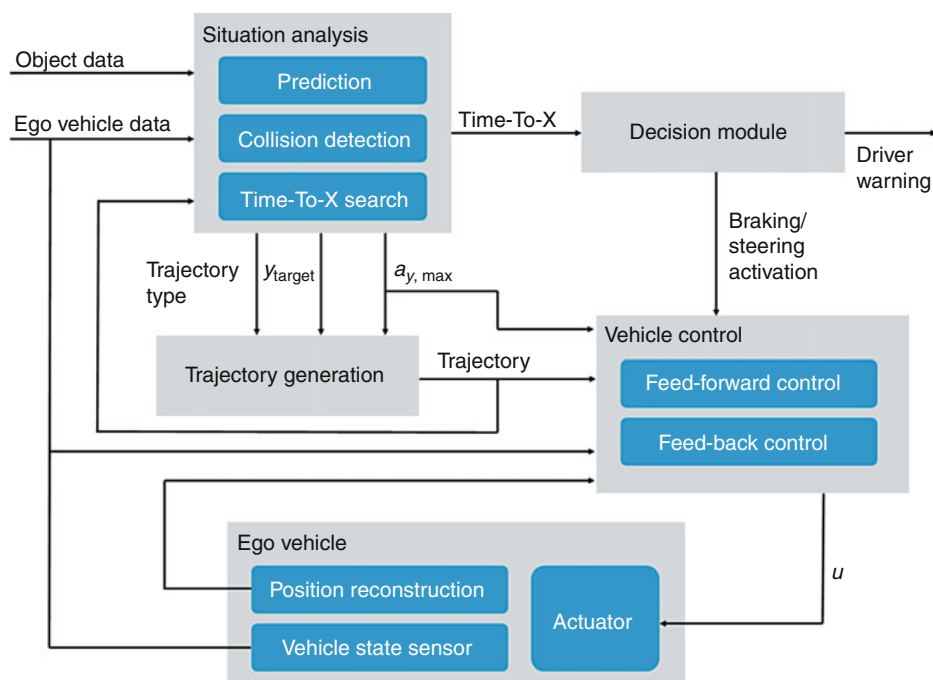 Situation analysis
Object data
Prediction
Ego vehicle data
Collision detection
Time-To-X search
Time-To-X
Decision module
Driver
warning
Braking/
steering
activation
Trajectory
type
ytarget
ay, max
Trajectory generation
Trajectory
Vehicle control
Feed-forward control
Feed-back control
Ego vehicle
Position reconstruction
Vehicle state sensor
Actuator
u